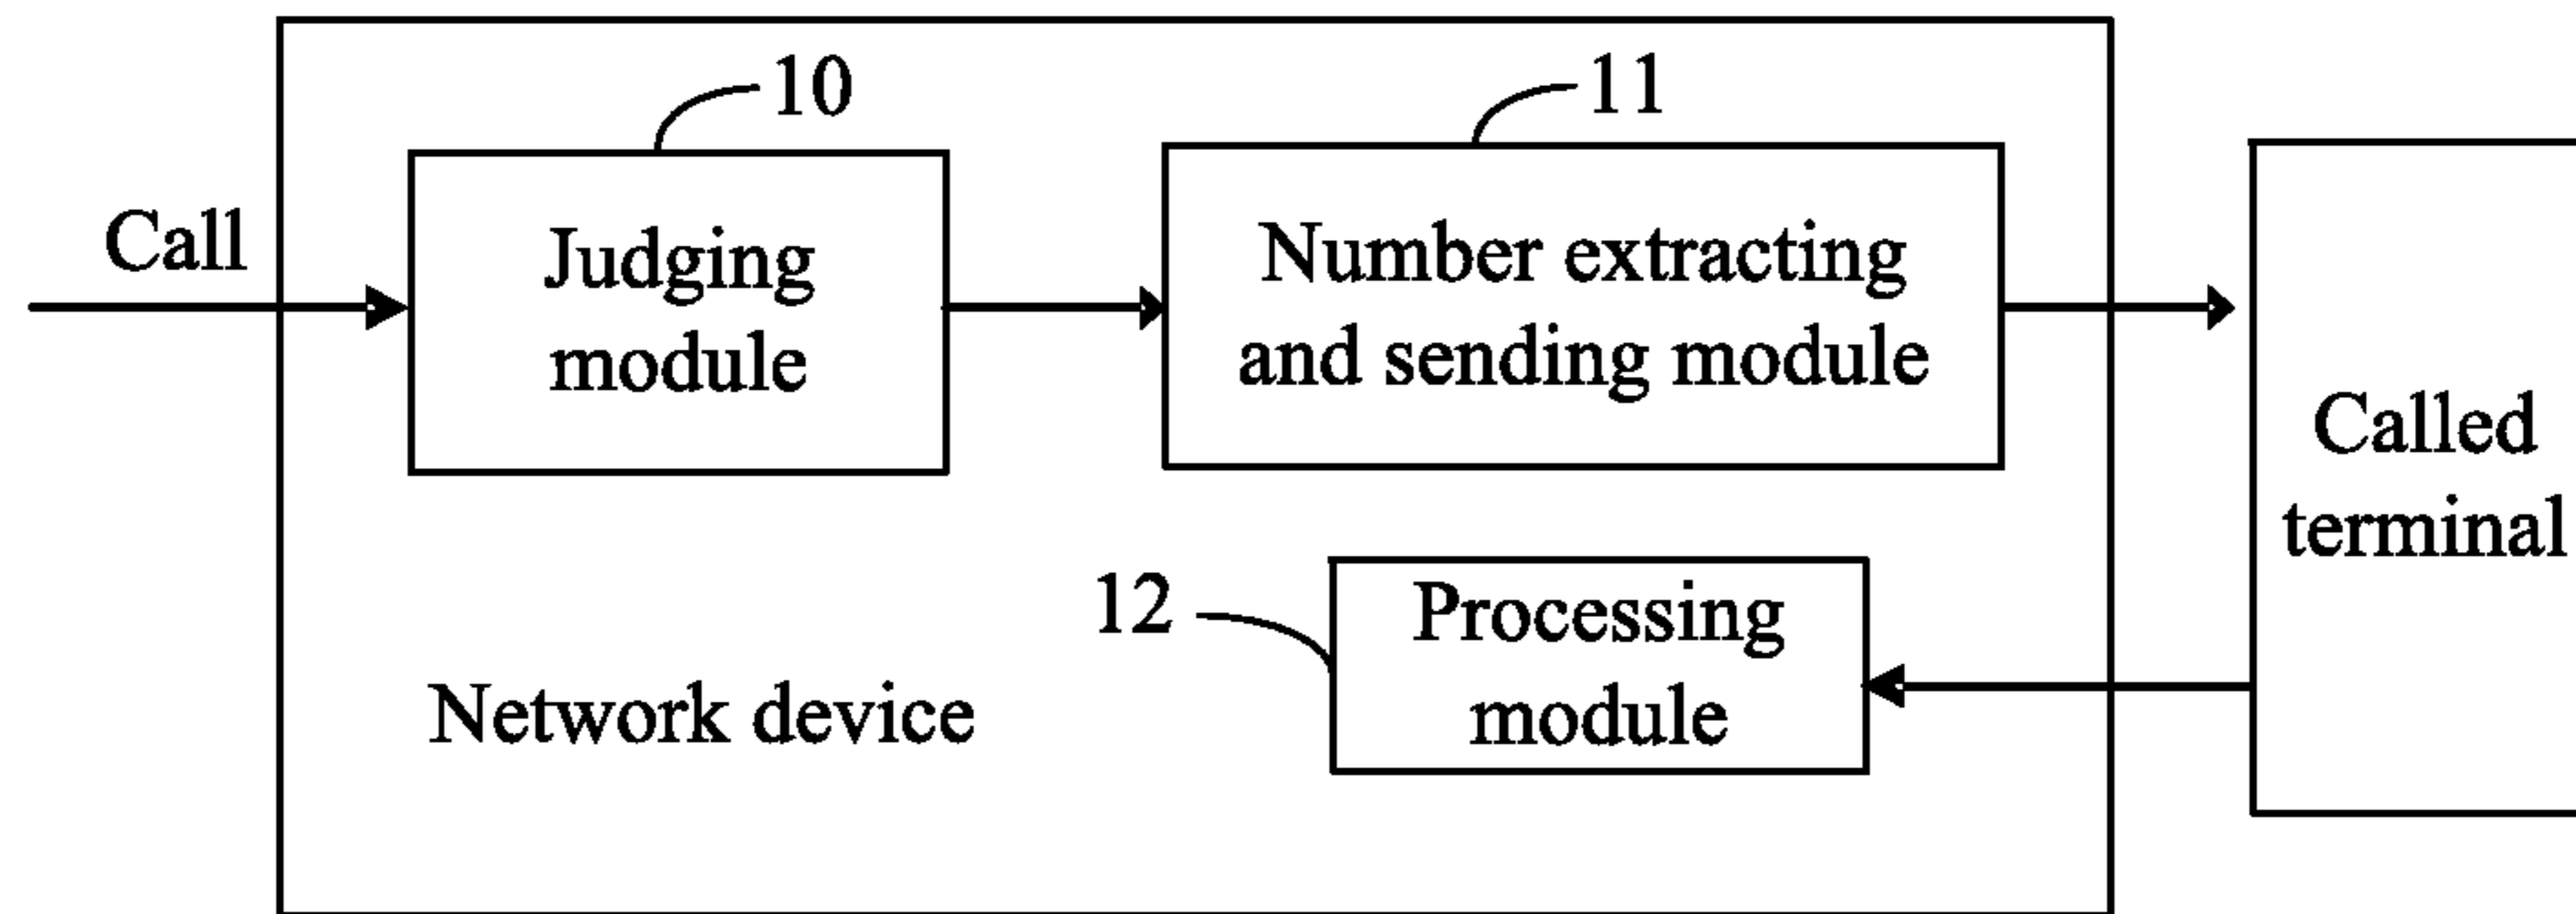 10
11
Call
Judging
module
Number extracting
and sending module
Called
terminal
12
Processing
module
Network device